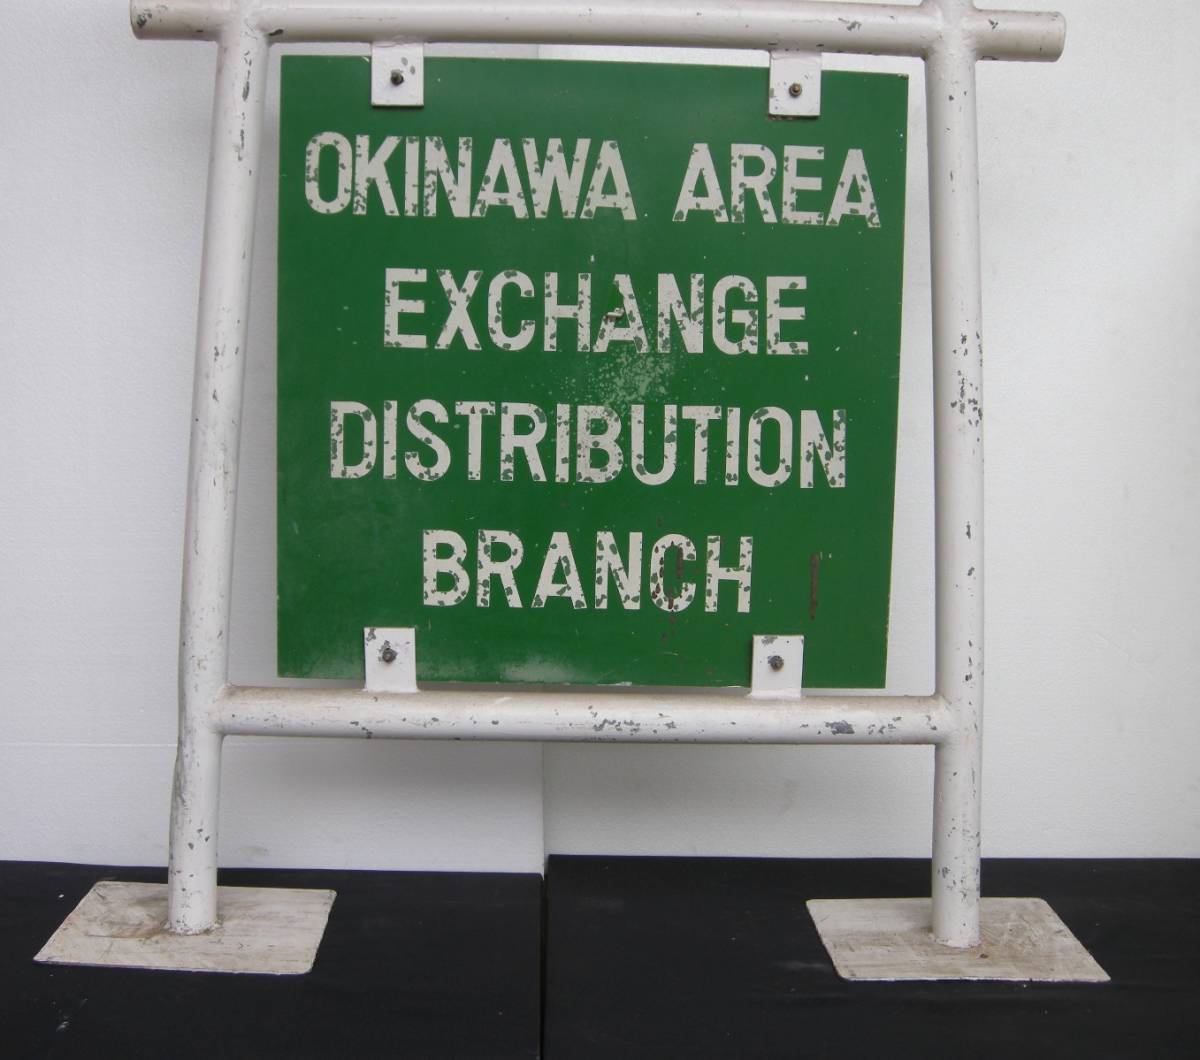 OKINAWA AREA
EXCHANGE
DISTRIBUTION
BRANCH